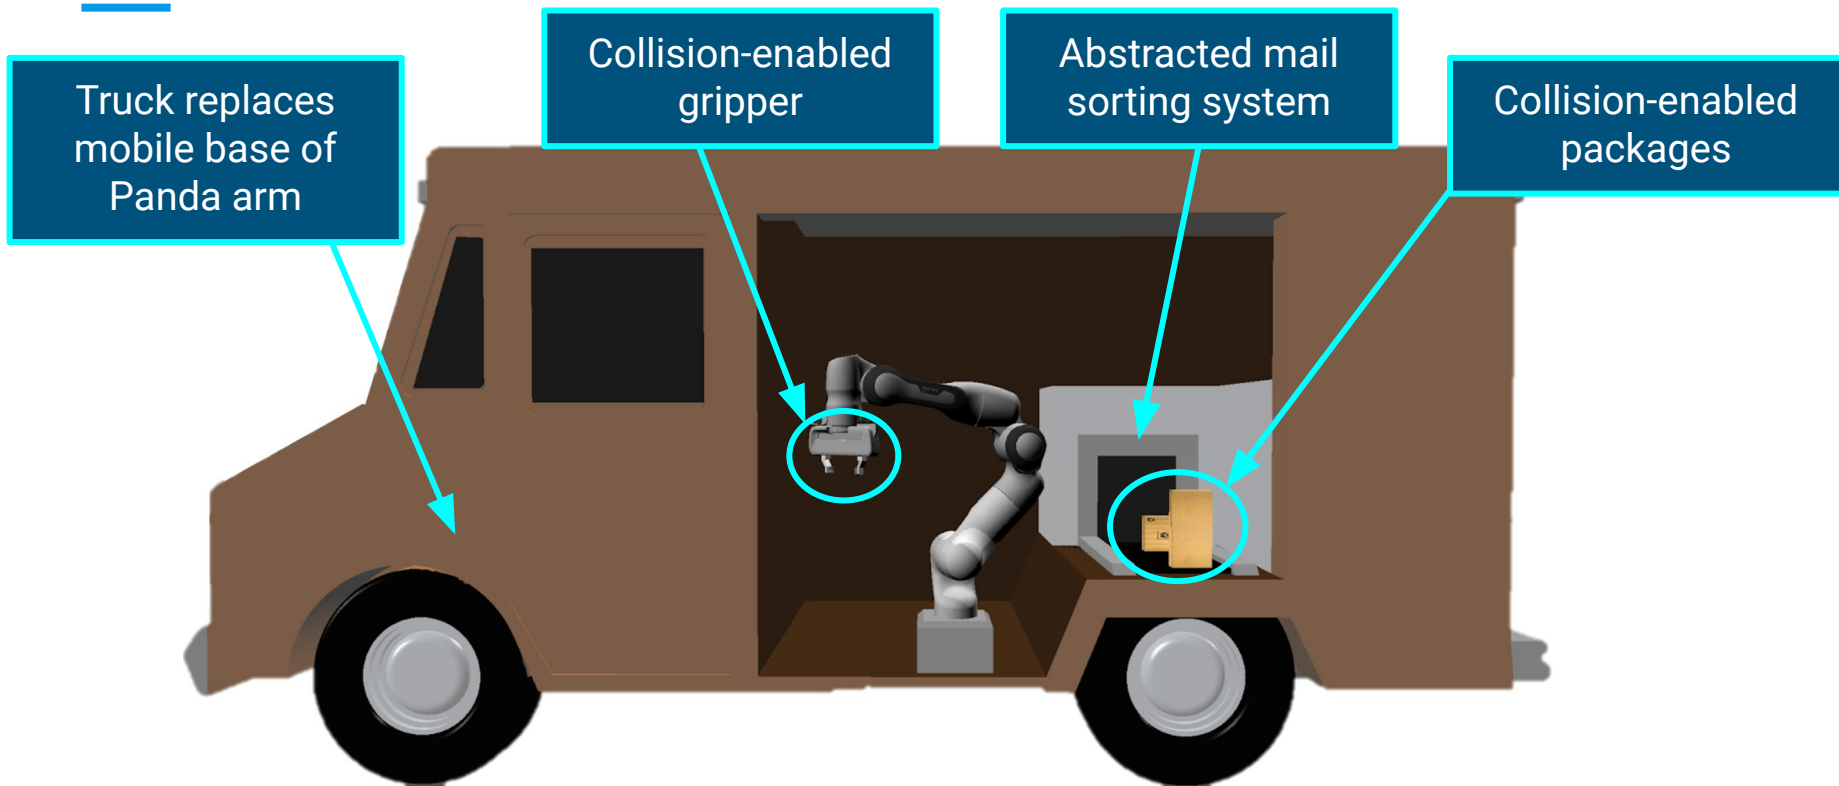 Truck replaces
mobile base of
Panda arm
Collision-enabled
gripper
Abstracted mail
sorting system
Collision-enabled
packages